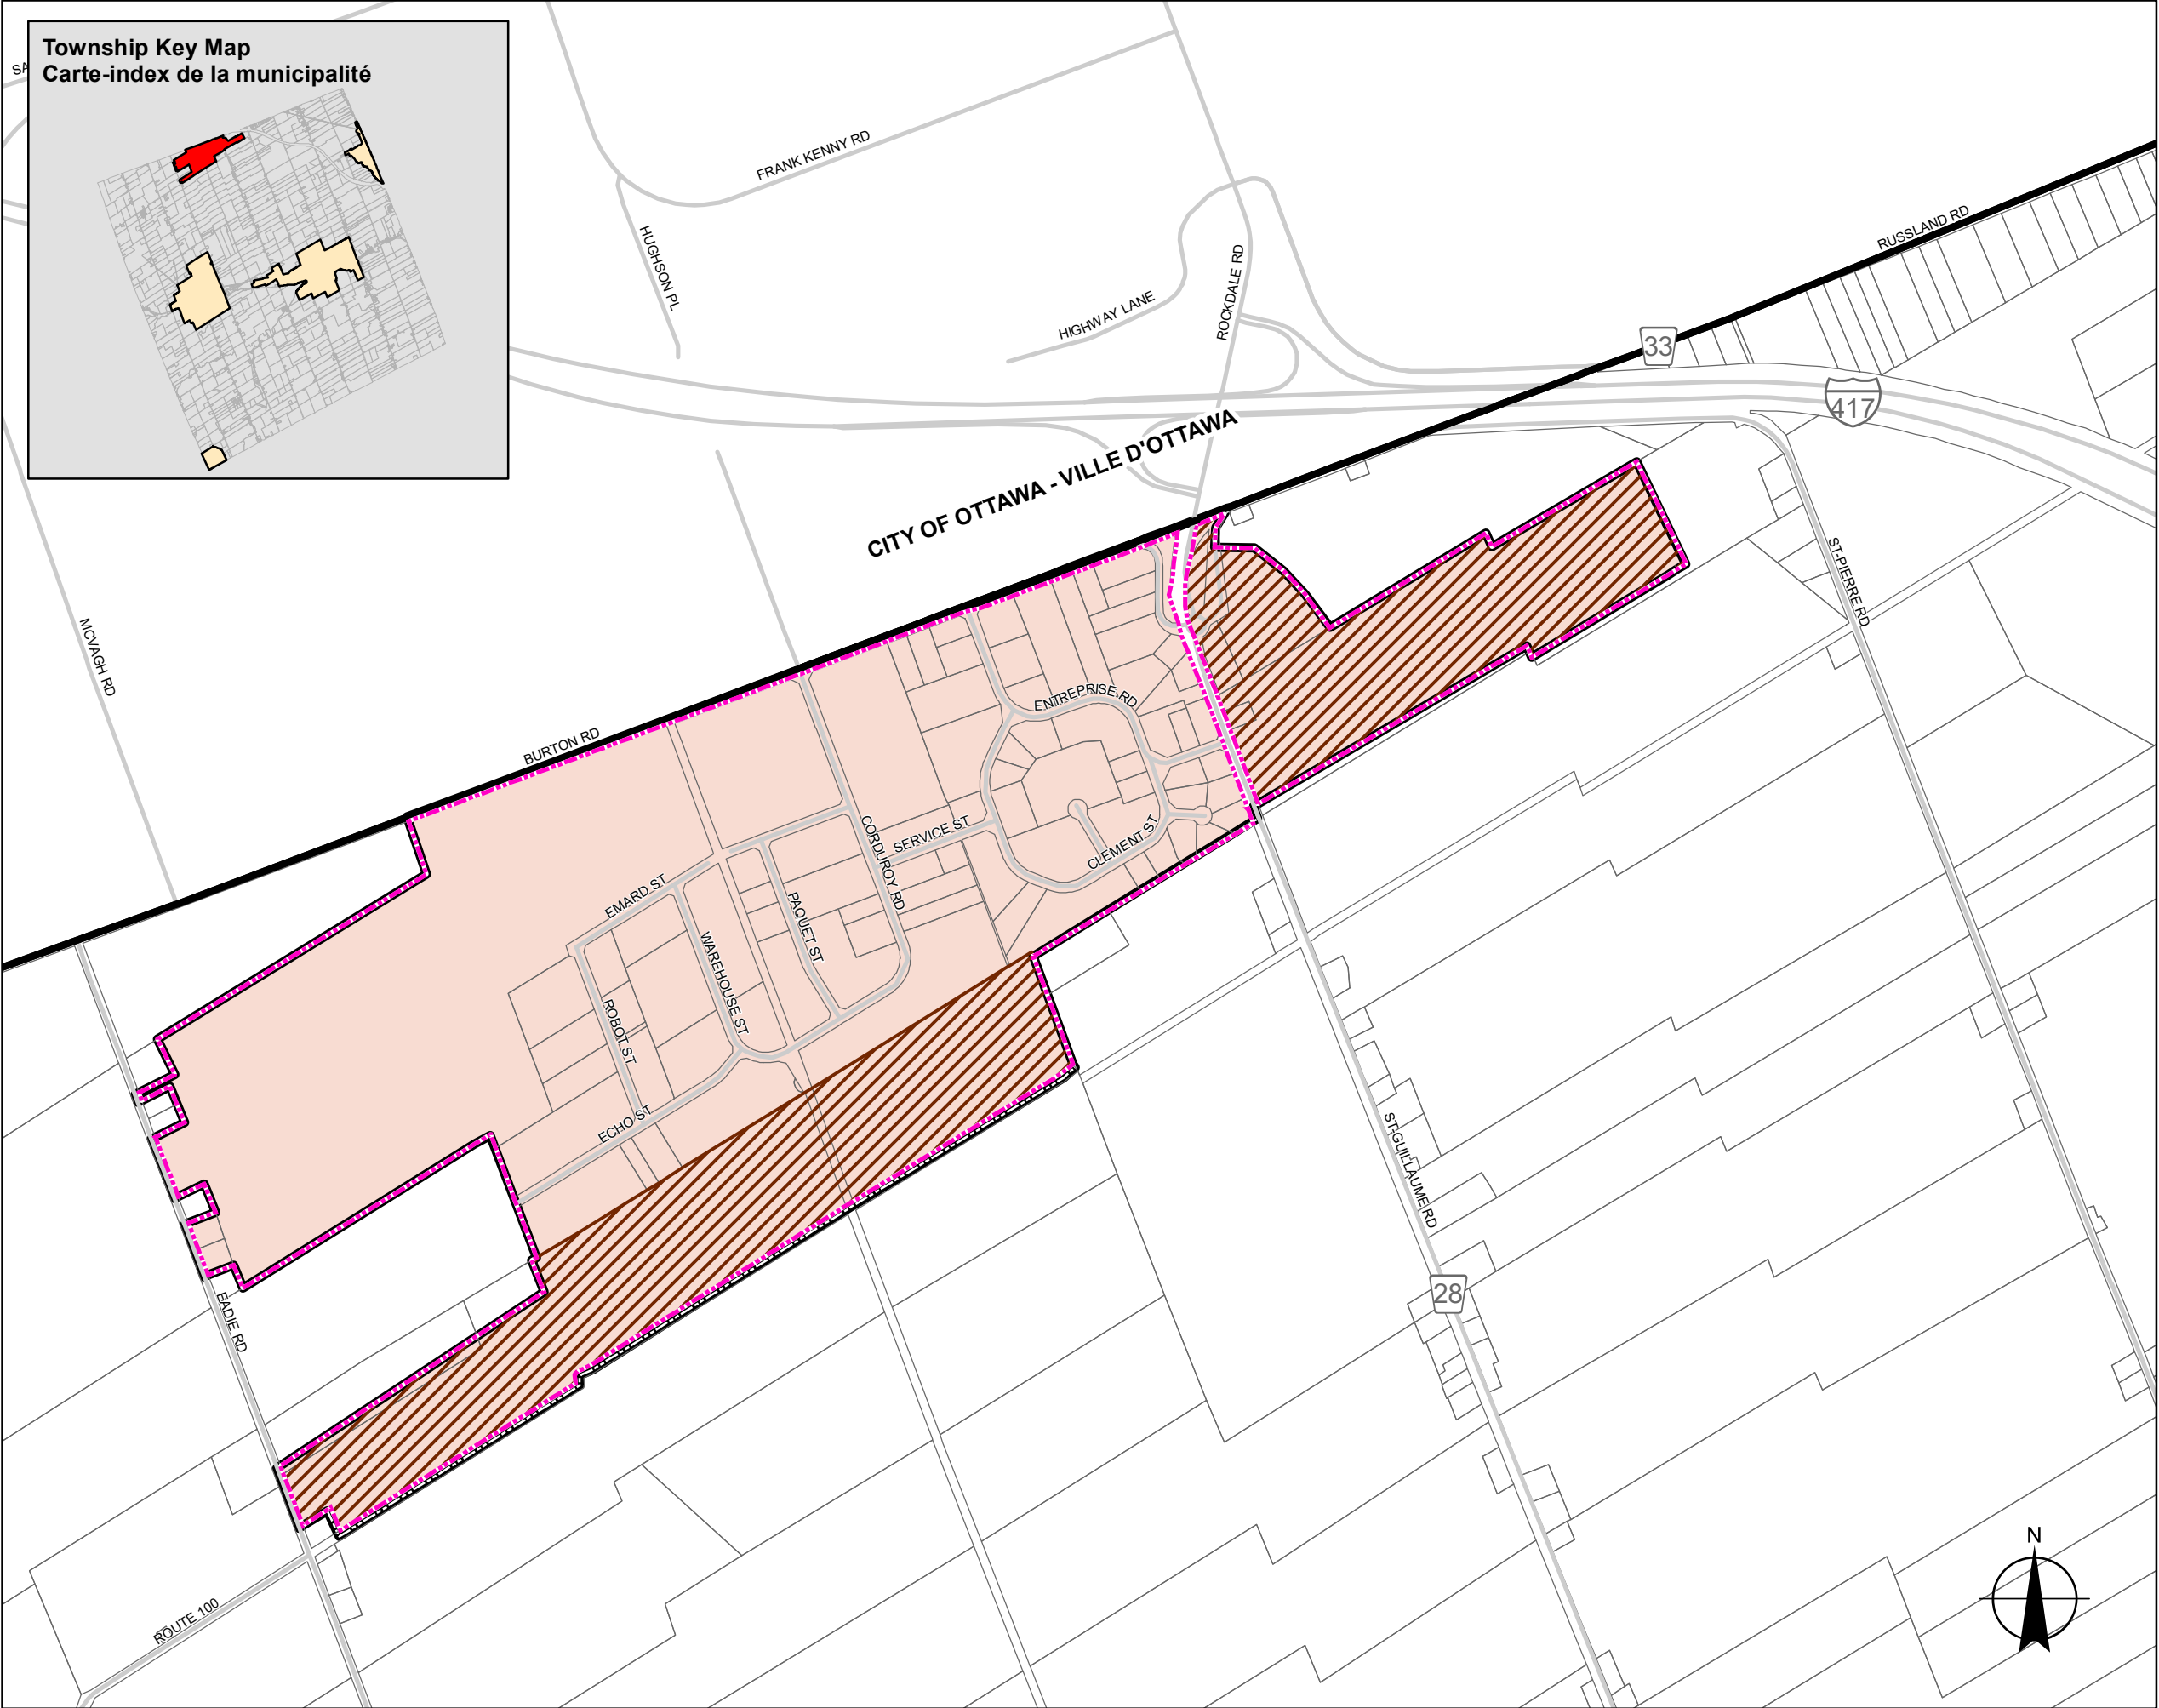 Township Key Map
Carte-index de la municipalité
SA
FRANK KENNY RD
HUGHSON PL
HIGHWAY LANE
ROCKDALE RD
RUSSLAND RD
33
417
CITY OF OTTAWA - VILLE D'OTTAWA
MCVAGH RD
BURTON RD
ST-PIERRE RD
ENTREPRISE RD
SERVICE ST
CORDUROY RD
CLEMENT ST
EMARD ST
PAQUET ST
WAREHOUSE ST
ROBOT ST
ECHO ST
EADIE RD
ST-GUILLAUME RD
28
ROUTE 100
N